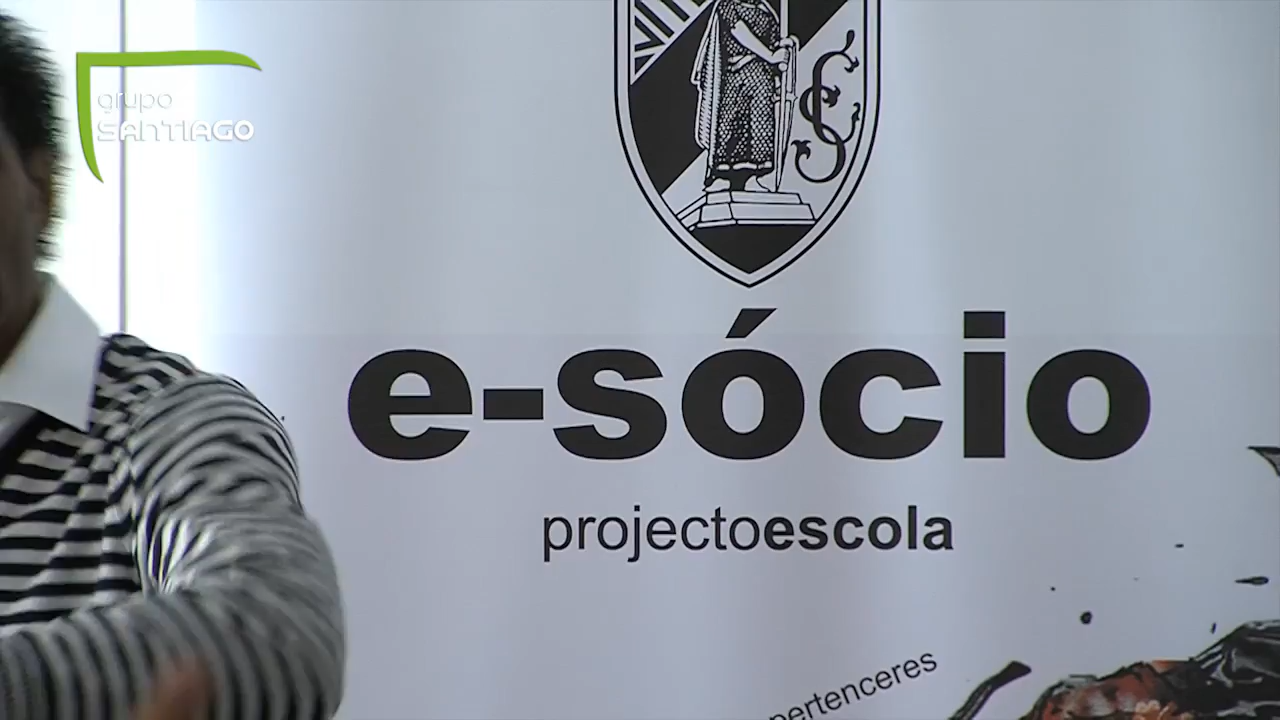 grupo
SANTIAGO
e-sócio
projectoescola
pertenceres